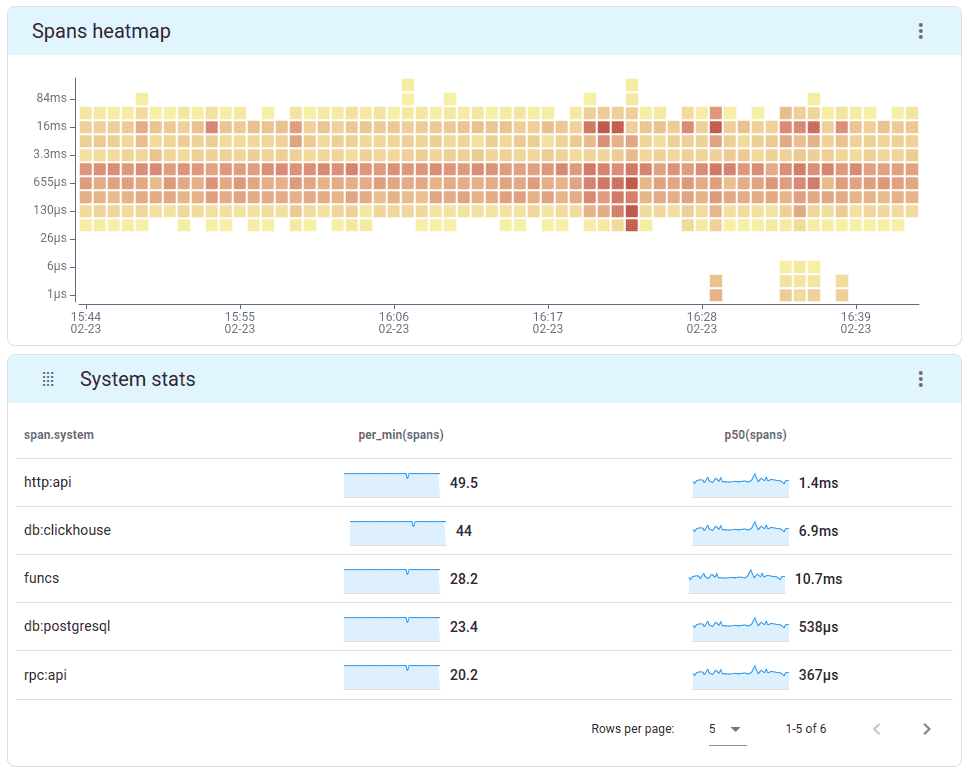 Spans heatmap
84ms
16ms
3.3ms
655µs
130µs
26µs
6µs
1µs
15:44 15:55 16:06 16:17 16:28 16:39
02-23 02-23 02-23 02-23 02-23 02-23
System stats
span.system per_min(spans) p50(spans)
http:api 49.5 1.4ms
db:clickhouse 44 6.9ms
funcs 28.2 10.7ms
db:postgresql 23.4 538µs
rpc:api 20.2 367µs
Rows per page: 5 1-5 of 6